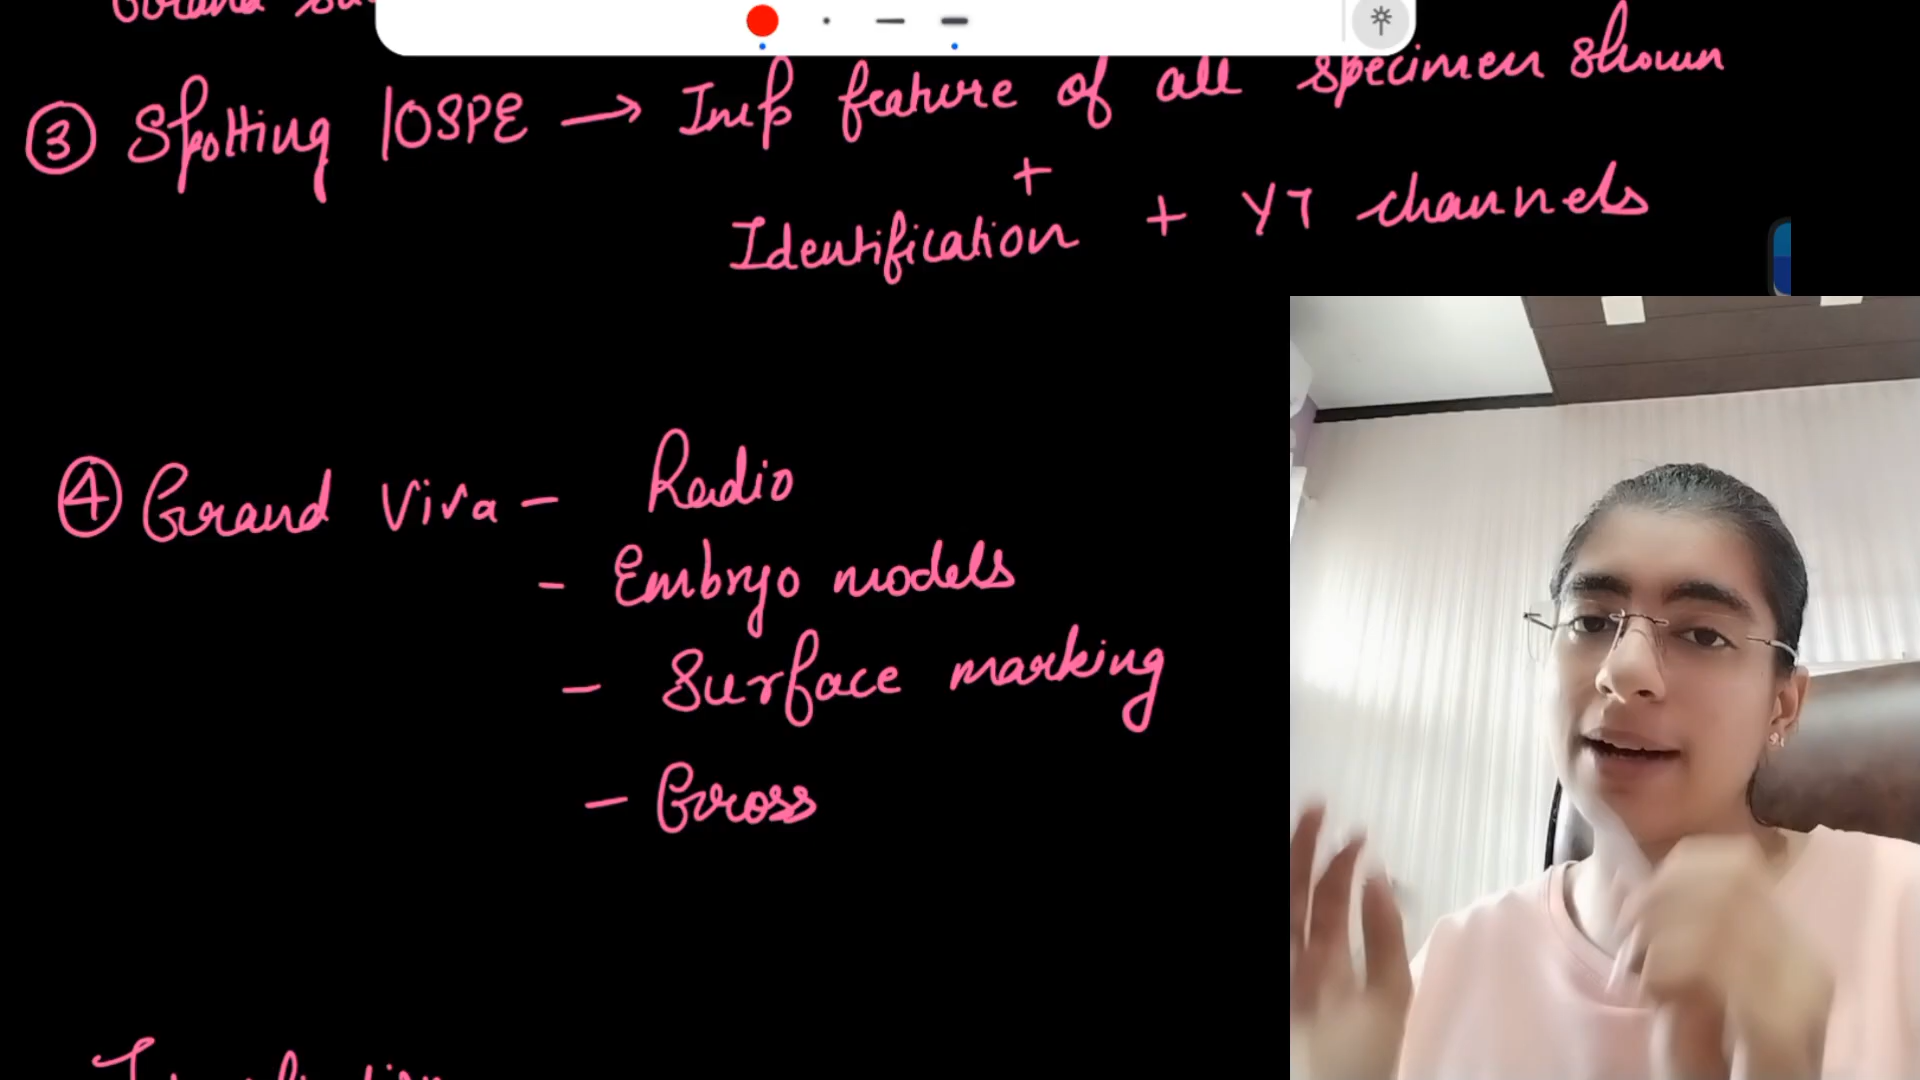 ③ Spotting /OSPE → Imp feature of all specimen shown
+
Identification + YT channels
④ Grand Viva - Radio
- Embryo models
- Surface marking
- Gross